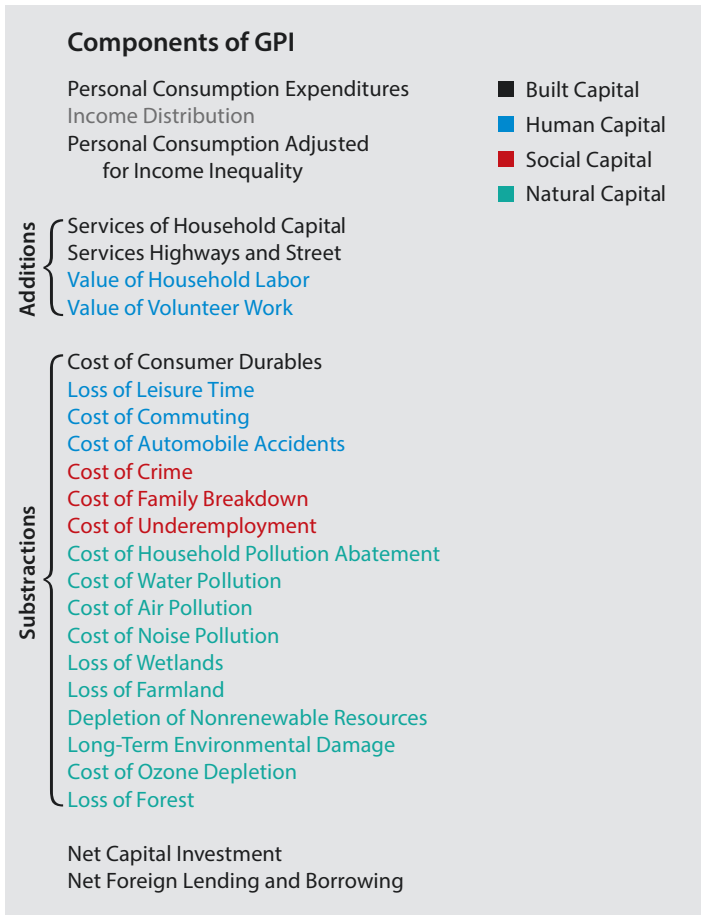 Components of GPI
Personal Consumption Expenditures
Income Distribution
Personal Consumption Adjusted
for Income Inequality
Built Capital
Human Capital
Social Capital
Natural Capital
Additions
Services of Household Capital
Services Highways and Street
Value of Household Labor
Value of Volunteer Work
Substractions
Cost of Consumer Durables
Loss of Leisure Time
Cost of Commuting
Cost of Automobile Accidents
Cost of Crime
Cost of Family Breakdown
Cost of Underemployment
Cost of Household Pollution Abatement
Cost of Water Pollution
Cost of Air Pollution
Cost of Noise Pollution
Loss of Wetlands
Loss of Farmland
Depletion of Nonrenewable Resources
Long-Term Environmental Damage
Cost of Ozone Depletion
Loss of Forest
Net Capital Investment
Net Foreign Lending and Borrowing